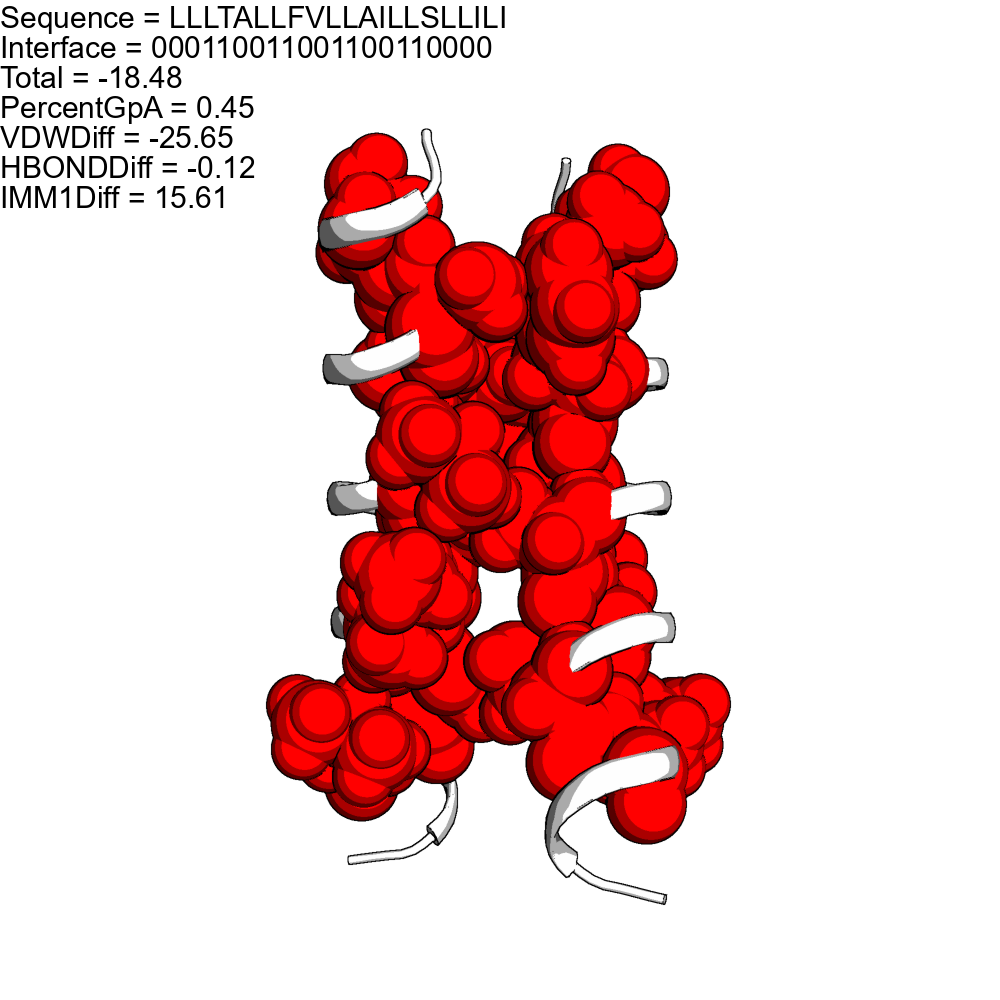 Sequence = LLLTALLFVLLAILLSLLILI
Interface = 000110011001100110000
Total = -18.48
PercentGpA = 0.45
VDWDiff = -25.65
HBONDDiff = -0.12
IMM1Diff = 15.61